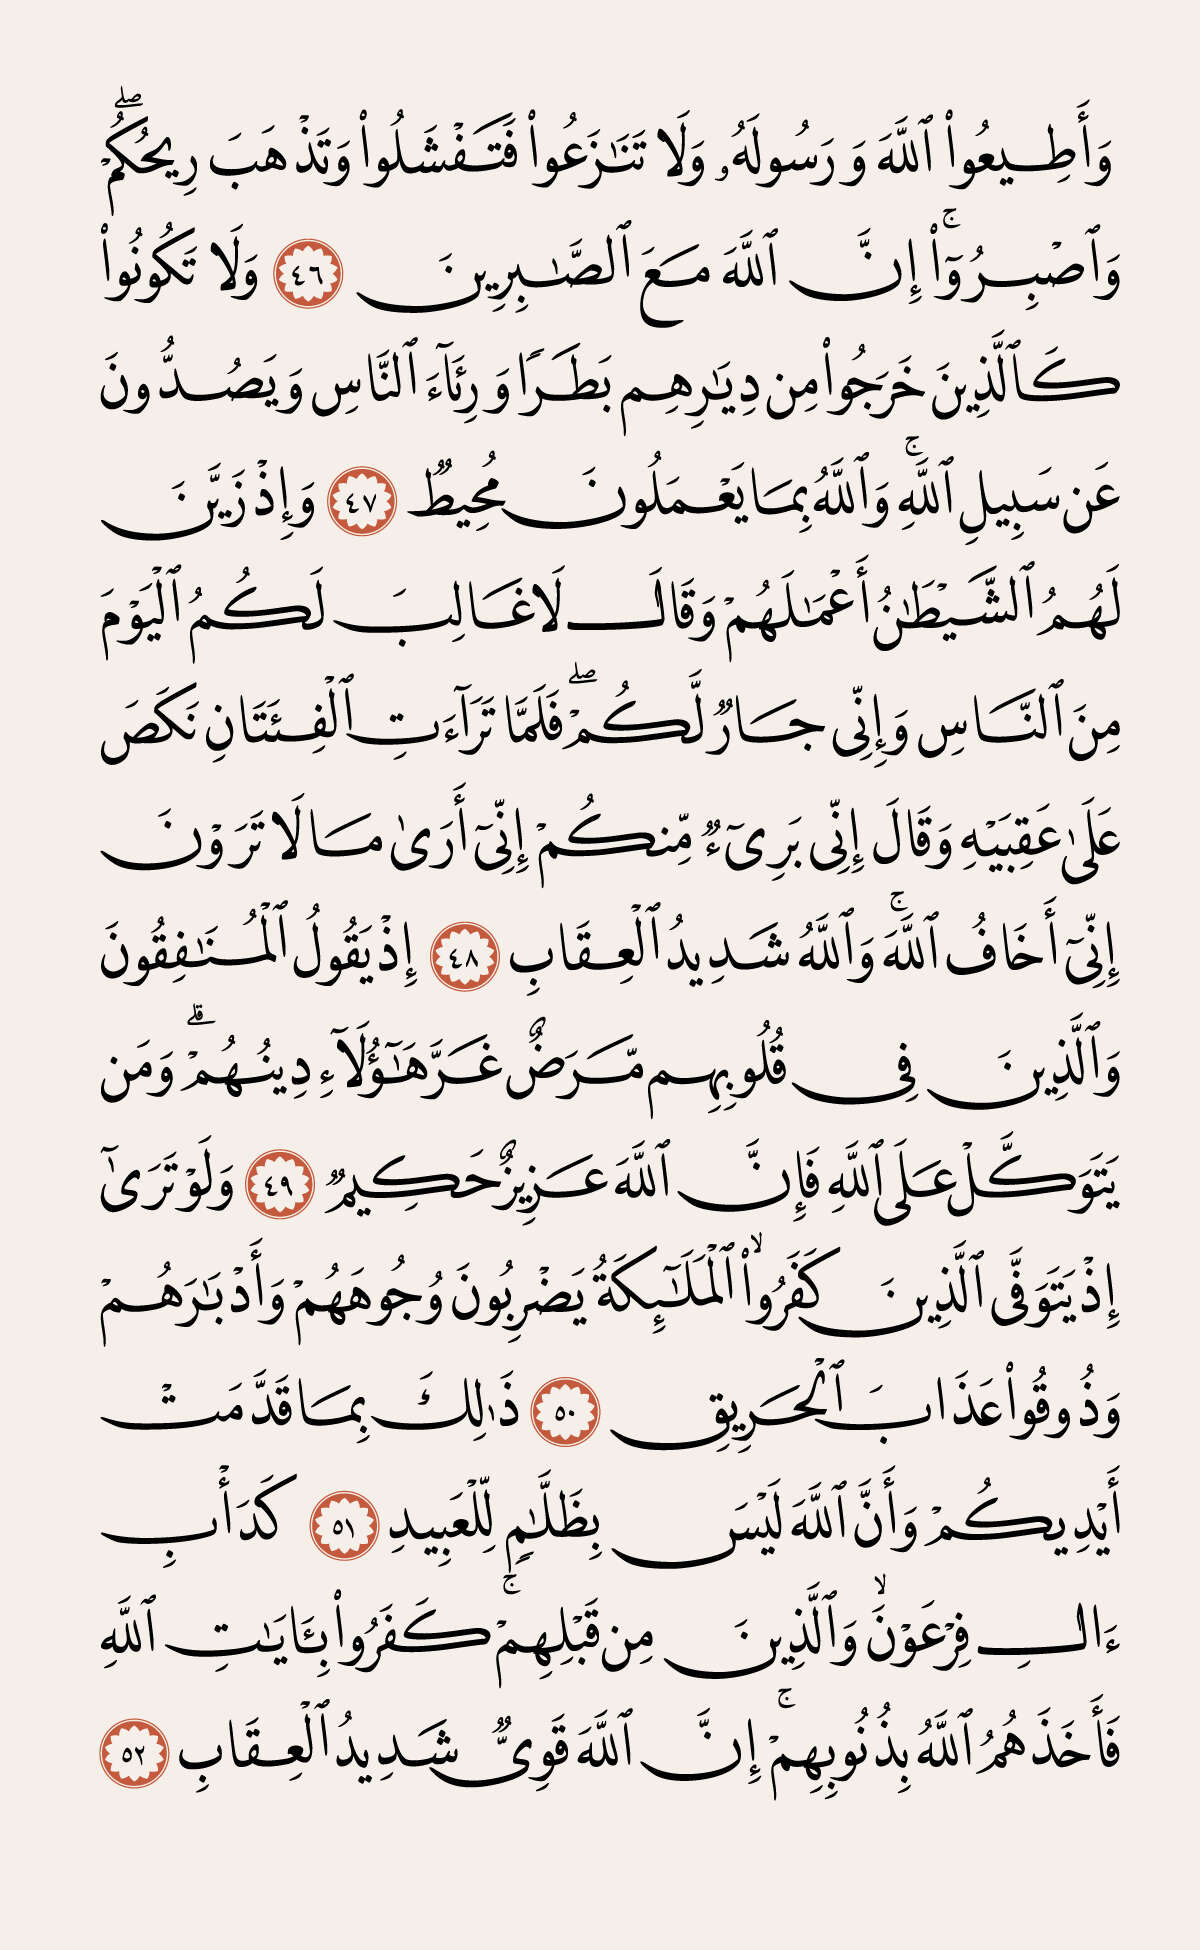 وَأَطِيعُوا۟ ٱللَّهَ وَرَسُولَهُۥ وَلَا تَنَـٰزَعُوا۟ فَتَفْشَلُوا۟ وَتَذْهَبَ رِيحُكُمْ ۖ
وَٱصْبِرُوٓا۟ ۚ إِنَّ ٱللَّهَ مَعَ ٱلصَّـٰبِرِينَ ٤٦ وَلَا تَكُونُوا۟
كَٱلَّذِينَ خَرَجُوا۟ مِن دِيَـٰرِهِم بَطَرًا وَرِئَآءَ ٱلنَّاسِ وَيَصُدُّونَ
عَن سَبِيلِ ٱللَّهِ ۚ وَٱللَّهُ بِمَا يَعْمَلُونَ مُحِيطٌ ٤٧ وَإِذْ زَيَّنَ
لَهُمُ ٱلشَّيْطَـٰنُ أَعْمَـٰلَهُمْ وَقَالَ لَا غَالِبَ لَكُمُ ٱلْيَوْمَ
مِنَ ٱلنَّاسِ وَإِنِّى جَارٌ لَّكُمْ ۖ فَلَمَّا تَرَآءَتِ ٱلْفِئَتَانِ نَكَصَ
عَلَىٰ عَقِبَيْهِ وَقَالَ إِنِّى بَرِىٓءٌ مِّنكُمْ إِنِّىٓ أَرَىٰ مَا لَا تَرَوْنَ
إِنِّىٓ أَخَافُ ٱللَّهَ ۚ وَٱللَّهُ شَدِيدُ ٱلْعِقَابِ ٤٨ إِذْ يَقُولُ ٱلْمُنَـٰفِقُونَ
وَٱلَّذِينَ فِى قُلُوبِهِم مَّرَضٌ غَرَّ هَـٰٓؤُلَآءِ دِينُهُمْ ۗ وَمَن
يَتَوَكَّلْ عَلَى ٱللَّهِ فَإِنَّ ٱللَّهَ عَزِيزٌ حَكِيمٌ ٤٩ وَلَوْ تَرَىٰٓ
إِذْ يَتَوَفَّى ٱلَّذِينَ كَفَرُوا۟ ۙ ٱلْمَلَـٰٓئِكَةُ يَضْرِبُونَ وُجُوهَهُمْ وَأَدْبَـٰرَهُمْ
وَذُوقُوا۟ عَذَابَ ٱلْحَرِيقِ ٥٠ ذَٰلِكَ بِمَا قَدَّمَتْ
أَيْدِيكُمْ وَأَنَّ ٱللَّهَ لَيْسَ بِظَلَّـٰمٍ لِّلْعَبِيدِ ٥١ كَدَأْبِ
ءَالِ فِرْعَوْنَ ۙ وَٱلَّذِينَ مِن قَبْلِهِمْ ۚ كَفَرُوا۟ بِـَٔايَـٰتِ ٱللَّهِ
فَأَخَذَهُمُ ٱللَّهُ بِذُنُوبِهِمْ ۚ إِنَّ ٱللَّهَ قَوِىٌّ شَدِيدُ ٱلْعِقَابِ ٥٢